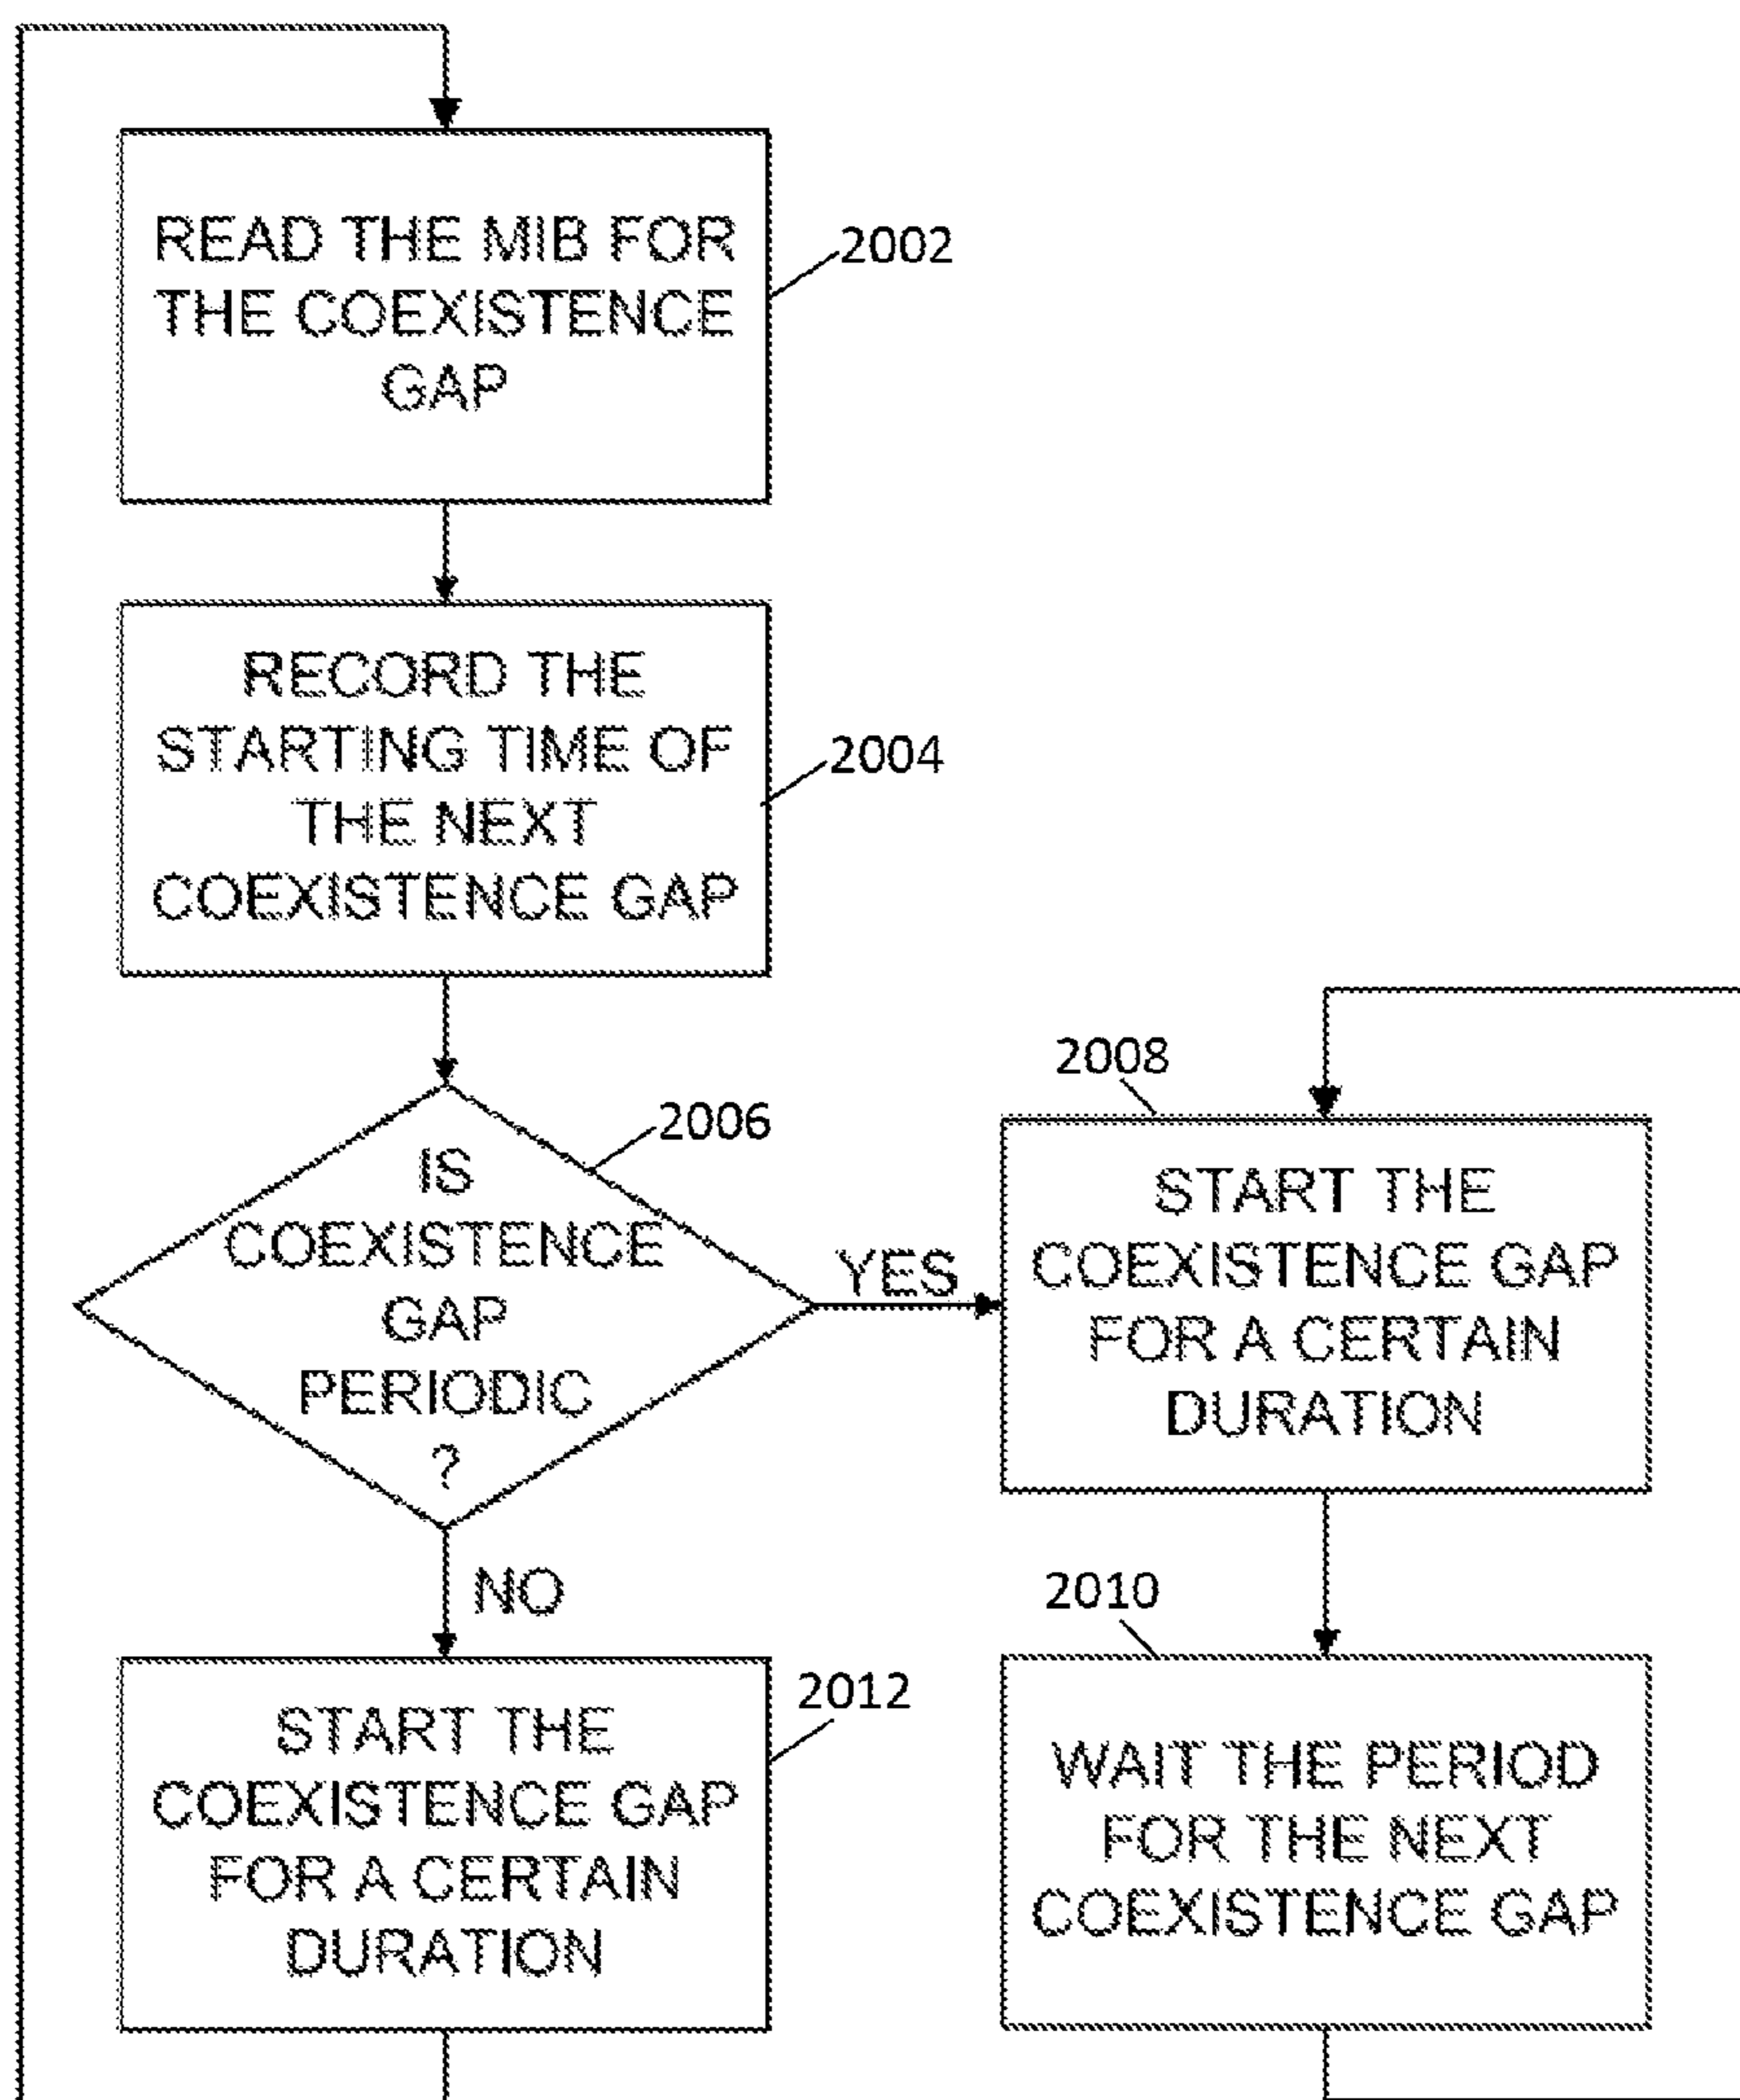 READ THE MIB FOR
THE COEXISTENCE
GAP
2002
RECORD THE
STARTING TIME OF
THE NEXT
COEXISTENCE GAP
2004
IS
COEXISTENCE
GAP
PERIODIC
?
2006
YES
NO
2008
START THE
COEXISTENCE GAP
FOR A CERTAIN
DURATION
2010
WAIT THE PERIOD
FOR THE NEXT
COEXISTENCE GAP
2012
START THE
COEXISTENCE GAP
FOR A CERTAIN
DURATION